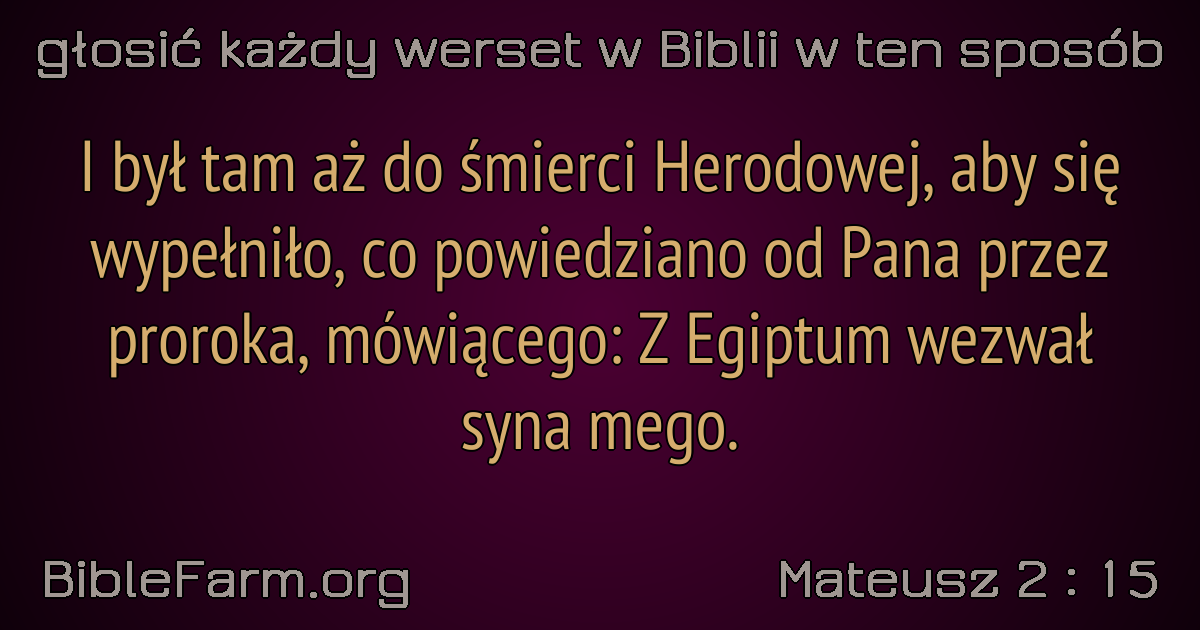 głosić każdy werset w Biblii w ten sposób
I był tam aż do śmierci Herodowej, aby się
wypełniło, co powiedziano od Pana przez
proroka, mówiącego: Z Egiptum wezwał
syna mego.
BibleFarm.org
Mateusz 2 : 15